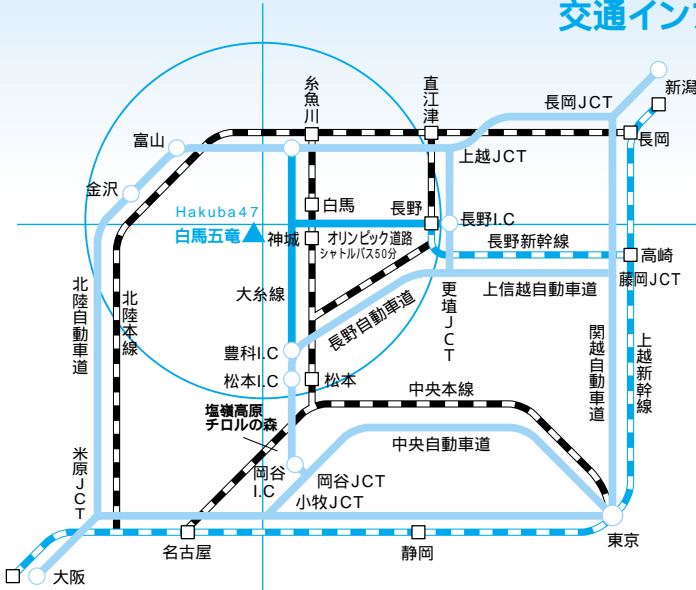 交通イン
新潟
長岡JCT
糸魚川
直江津
長岡
富山
上越JCT
金沢
白馬
長野
長野I.C
Hakuba47
白馬五竜
神城
オリンピック道路
シャトルバス50分
長野新幹線
高崎
藤岡JCT
北陸自動車道
北陸本線
大糸線
長野自動車道
更埴JCT
上信越自動車道
関越自動車道
上越新幹線
豊科I.C
松本I.C
松本
中央本線
塩嶺高原
チロルの森
中央自動車道
米原JCT
岡谷
I.C
岡谷JCT
小牧JCT
名古屋
静岡
東京
大阪